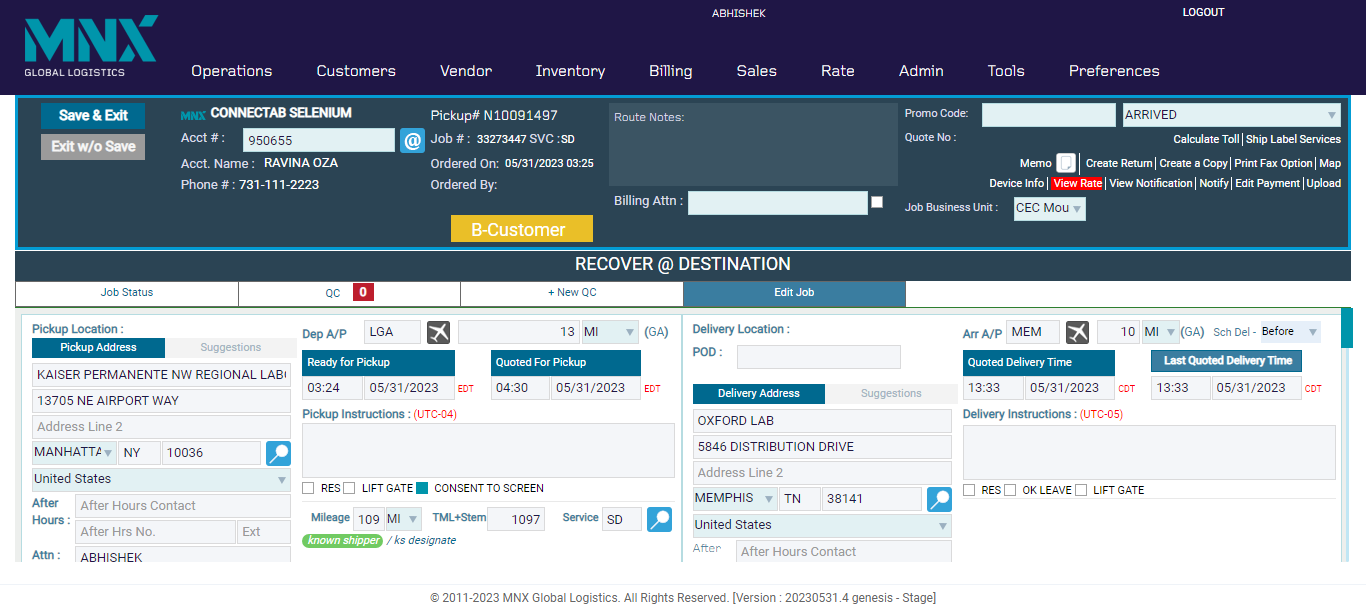 ABHISHEK
LOGOUT
MNX
GLOBAL LOGISTICS
Operations Customers Vendor Inventory Billing Sales Rate Admin Tools Preferences
Save & Exit
Exit w/o Save
MNX CONNECTAB SELENIUM
Acct # : 950655 @
Acct. Name : RAVINA OZA
Phone # : 731-111-2223
Pickup# N10091497
Job # : 33273447 SVC :SD
Ordered On: 05/31/2023 03:25
Ordered By:
B-Customer
Route Notes:
Billing Attn :
Promo Code: ARRIVED
Quote No :
Calculate Toll | Ship Label Services
Memo | Create Return | Create a Copy | Print Fax Option | Map
Device Info | View Rate | View Notification | Notify | Edit Payment | Upload
Job Business Unit : CEC Mou
RECOVER @ DESTINATION
Job Status QC 0 + New QC Edit Job
Pickup Location :
Pickup Address Suggestions
KAISER PERMANENTE NW REGIONAL LAB
13705 NE AIRPORT WAY
Address Line 2
MANHATTA NY 10036
United States
After Hours : After Hours Contact
After Hrs No. Ext
Attn : ABHISHEK
Dep A/P LGA 13 MI (GA)
Ready for Pickup Quoted For Pickup
03:24 05/31/2023 EDT 04:30 05/31/2023 EDT
Pickup Instructions : (UTC-04)
RES LIFT GATE CONSENT TO SCREEN
Mileage 109 MI TML+Stem 1097 Service SD
known shipper / ks designate
Delivery Location :
POD :
Delivery Address Suggestions
OXFORD LAB
5846 DISTRIBUTION DRIVE
Address Line 2
MEMPHIS TN 38141
United States
After After Hours Contact
Arr A/P MEM 10 MI (GA) Sch Del - Before
Quoted Delivery Time Last Quoted Delivery Time
13:33 05/31/2023 CDT 13:33 05/31/2023 CDT
Delivery Instructions : (UTC-05)
RES OK LEAVE LIFT GATE
© 2011-2023 MNX Global Logistics. All Rights Reserved. [Version : 20230531.4 genesis - Stage]